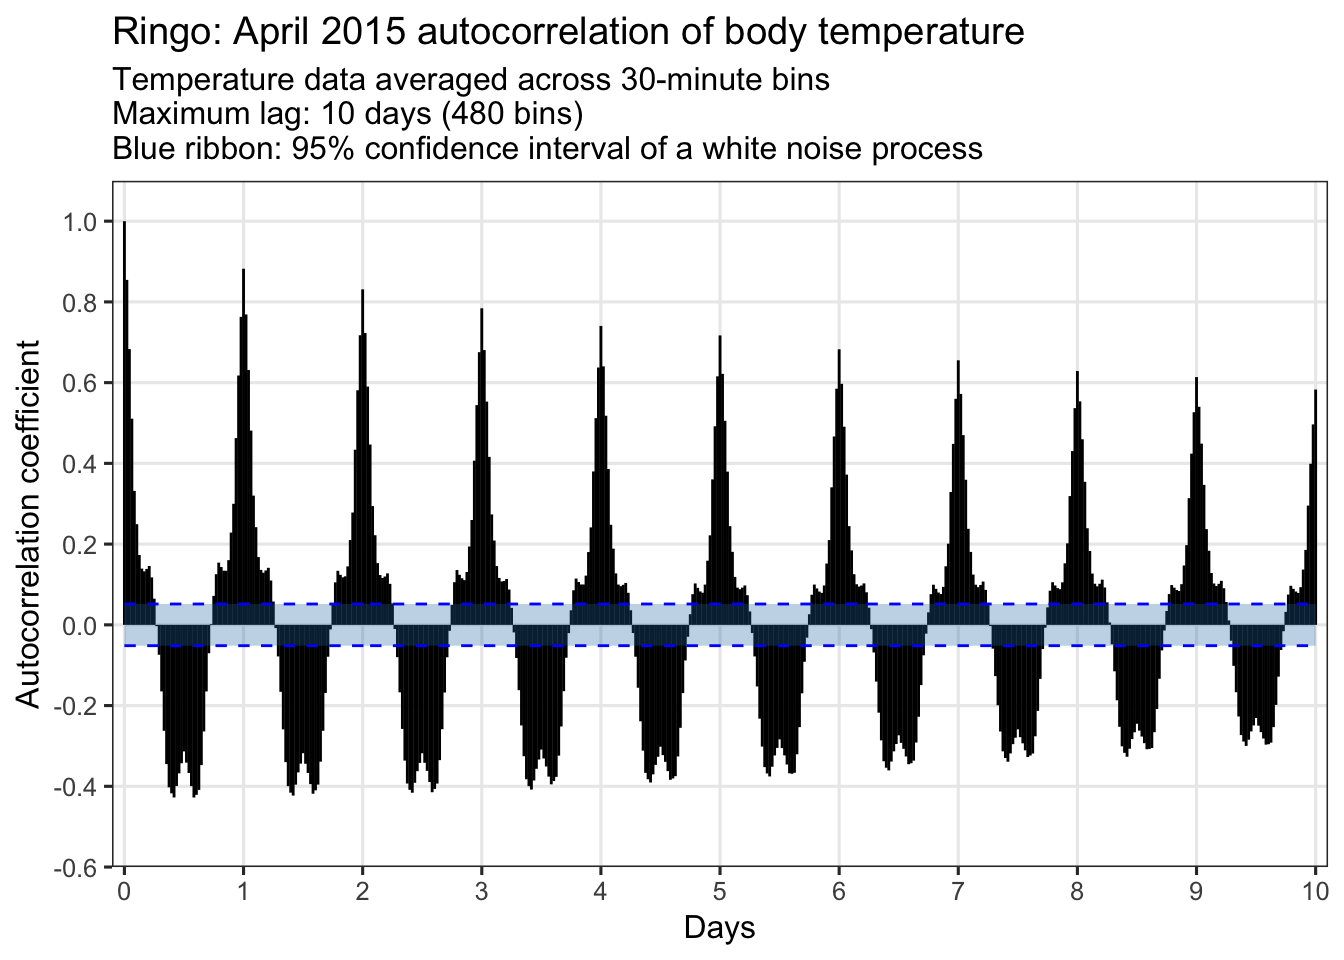 Ringo: April 2015 autocorrelation of body temperature
Temperature data averaged across 30-minute bins
Maximum lag: 10 days (480 bins)
Blue ribbon: 95% confidence interval of a white noise process
Autocorrelation coefficient
1.0
0.8
0.6
0.4
0.2
0.0
-0.2
-0.4
-0.6
0 1 2 3 4 5 6 7 8 9 10
Days